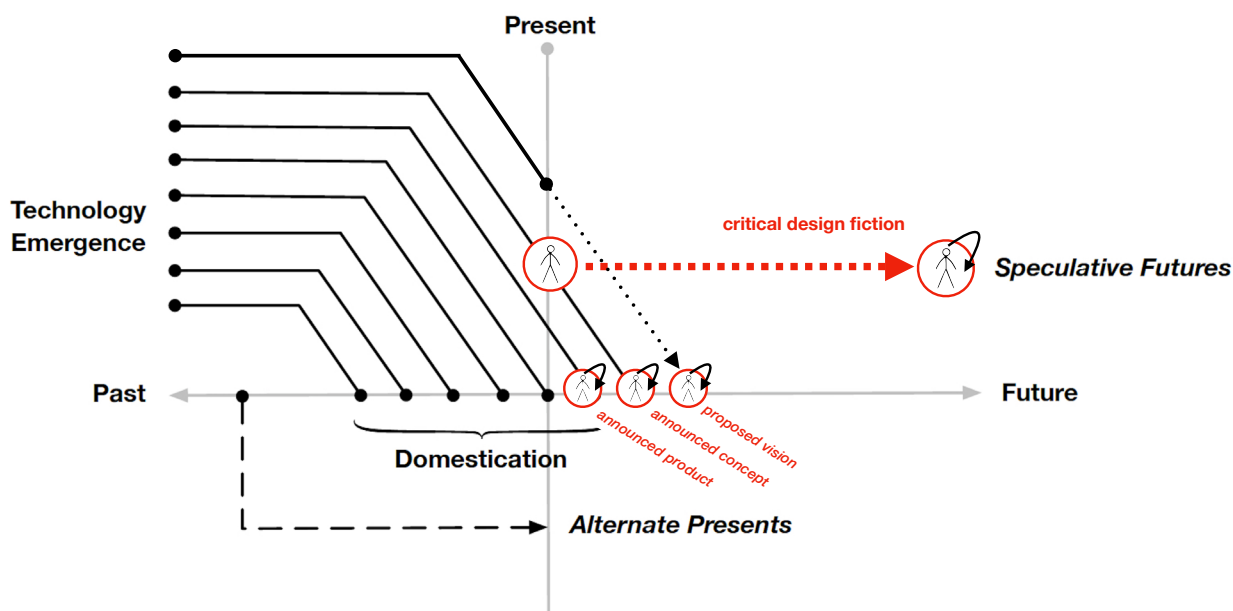 Present
critical design fiction
Technology
Emergence
Speculative Futures
Past
Future
announced product
announced concept
proposed vision
Domestication
Alternate Presents